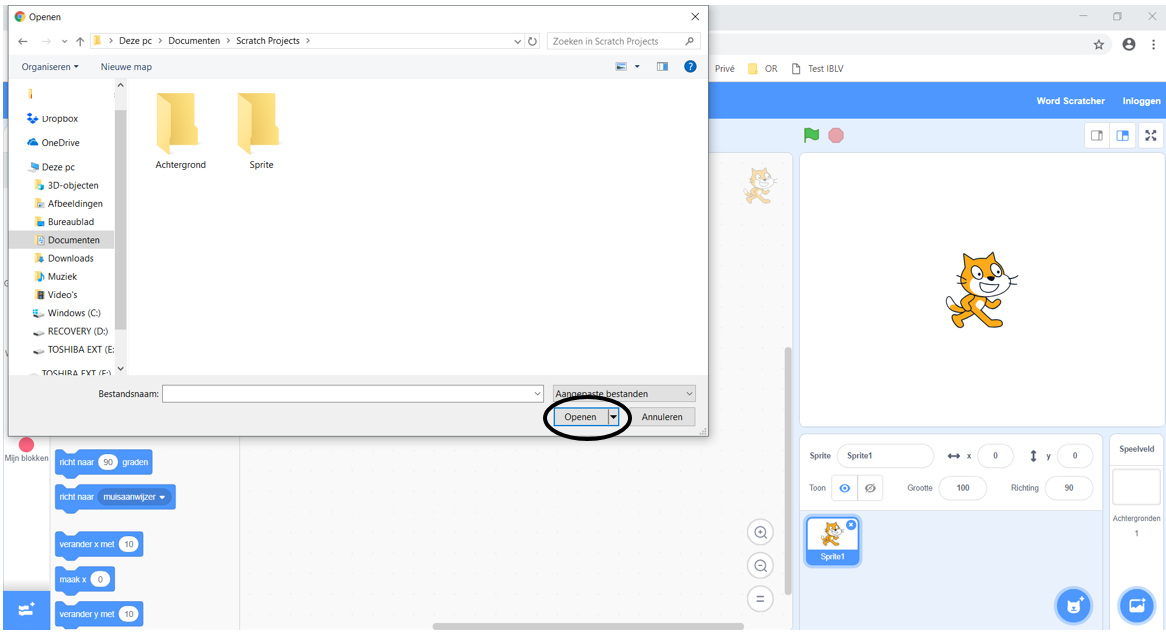 Openen
Deze pc > Documenten > Scratch Projects >
Zoeken in Scratch Projects
Organiseren
Nieuwe map
Dropbox
OneDrive
Deze pc
3D-objecten
Afbeeldingen
Bureaublad
Documenten
Downloads
Muziek
Video's
Windows (C:)
RECOVERY (D:)
TOSHIBA EXT (E:
TOSHIBA EXT (F:)
Achtergrond
Sprite
Bestandsnaam:
Aangepaste bestanden
Openen
Annuleren
Privé
OR
Test IBLV
Word Scratcher
Inloggen
Mijn blokken
richt naar 90 graden
richt naar muisaanwijzer
verander x met 10
maak x 0
verander y met 10
Sprite
Sprite1
x 0
y 0
Toon
Grootte 100
Richting 90
Sprite1
Speelveld
Achtergronden
1